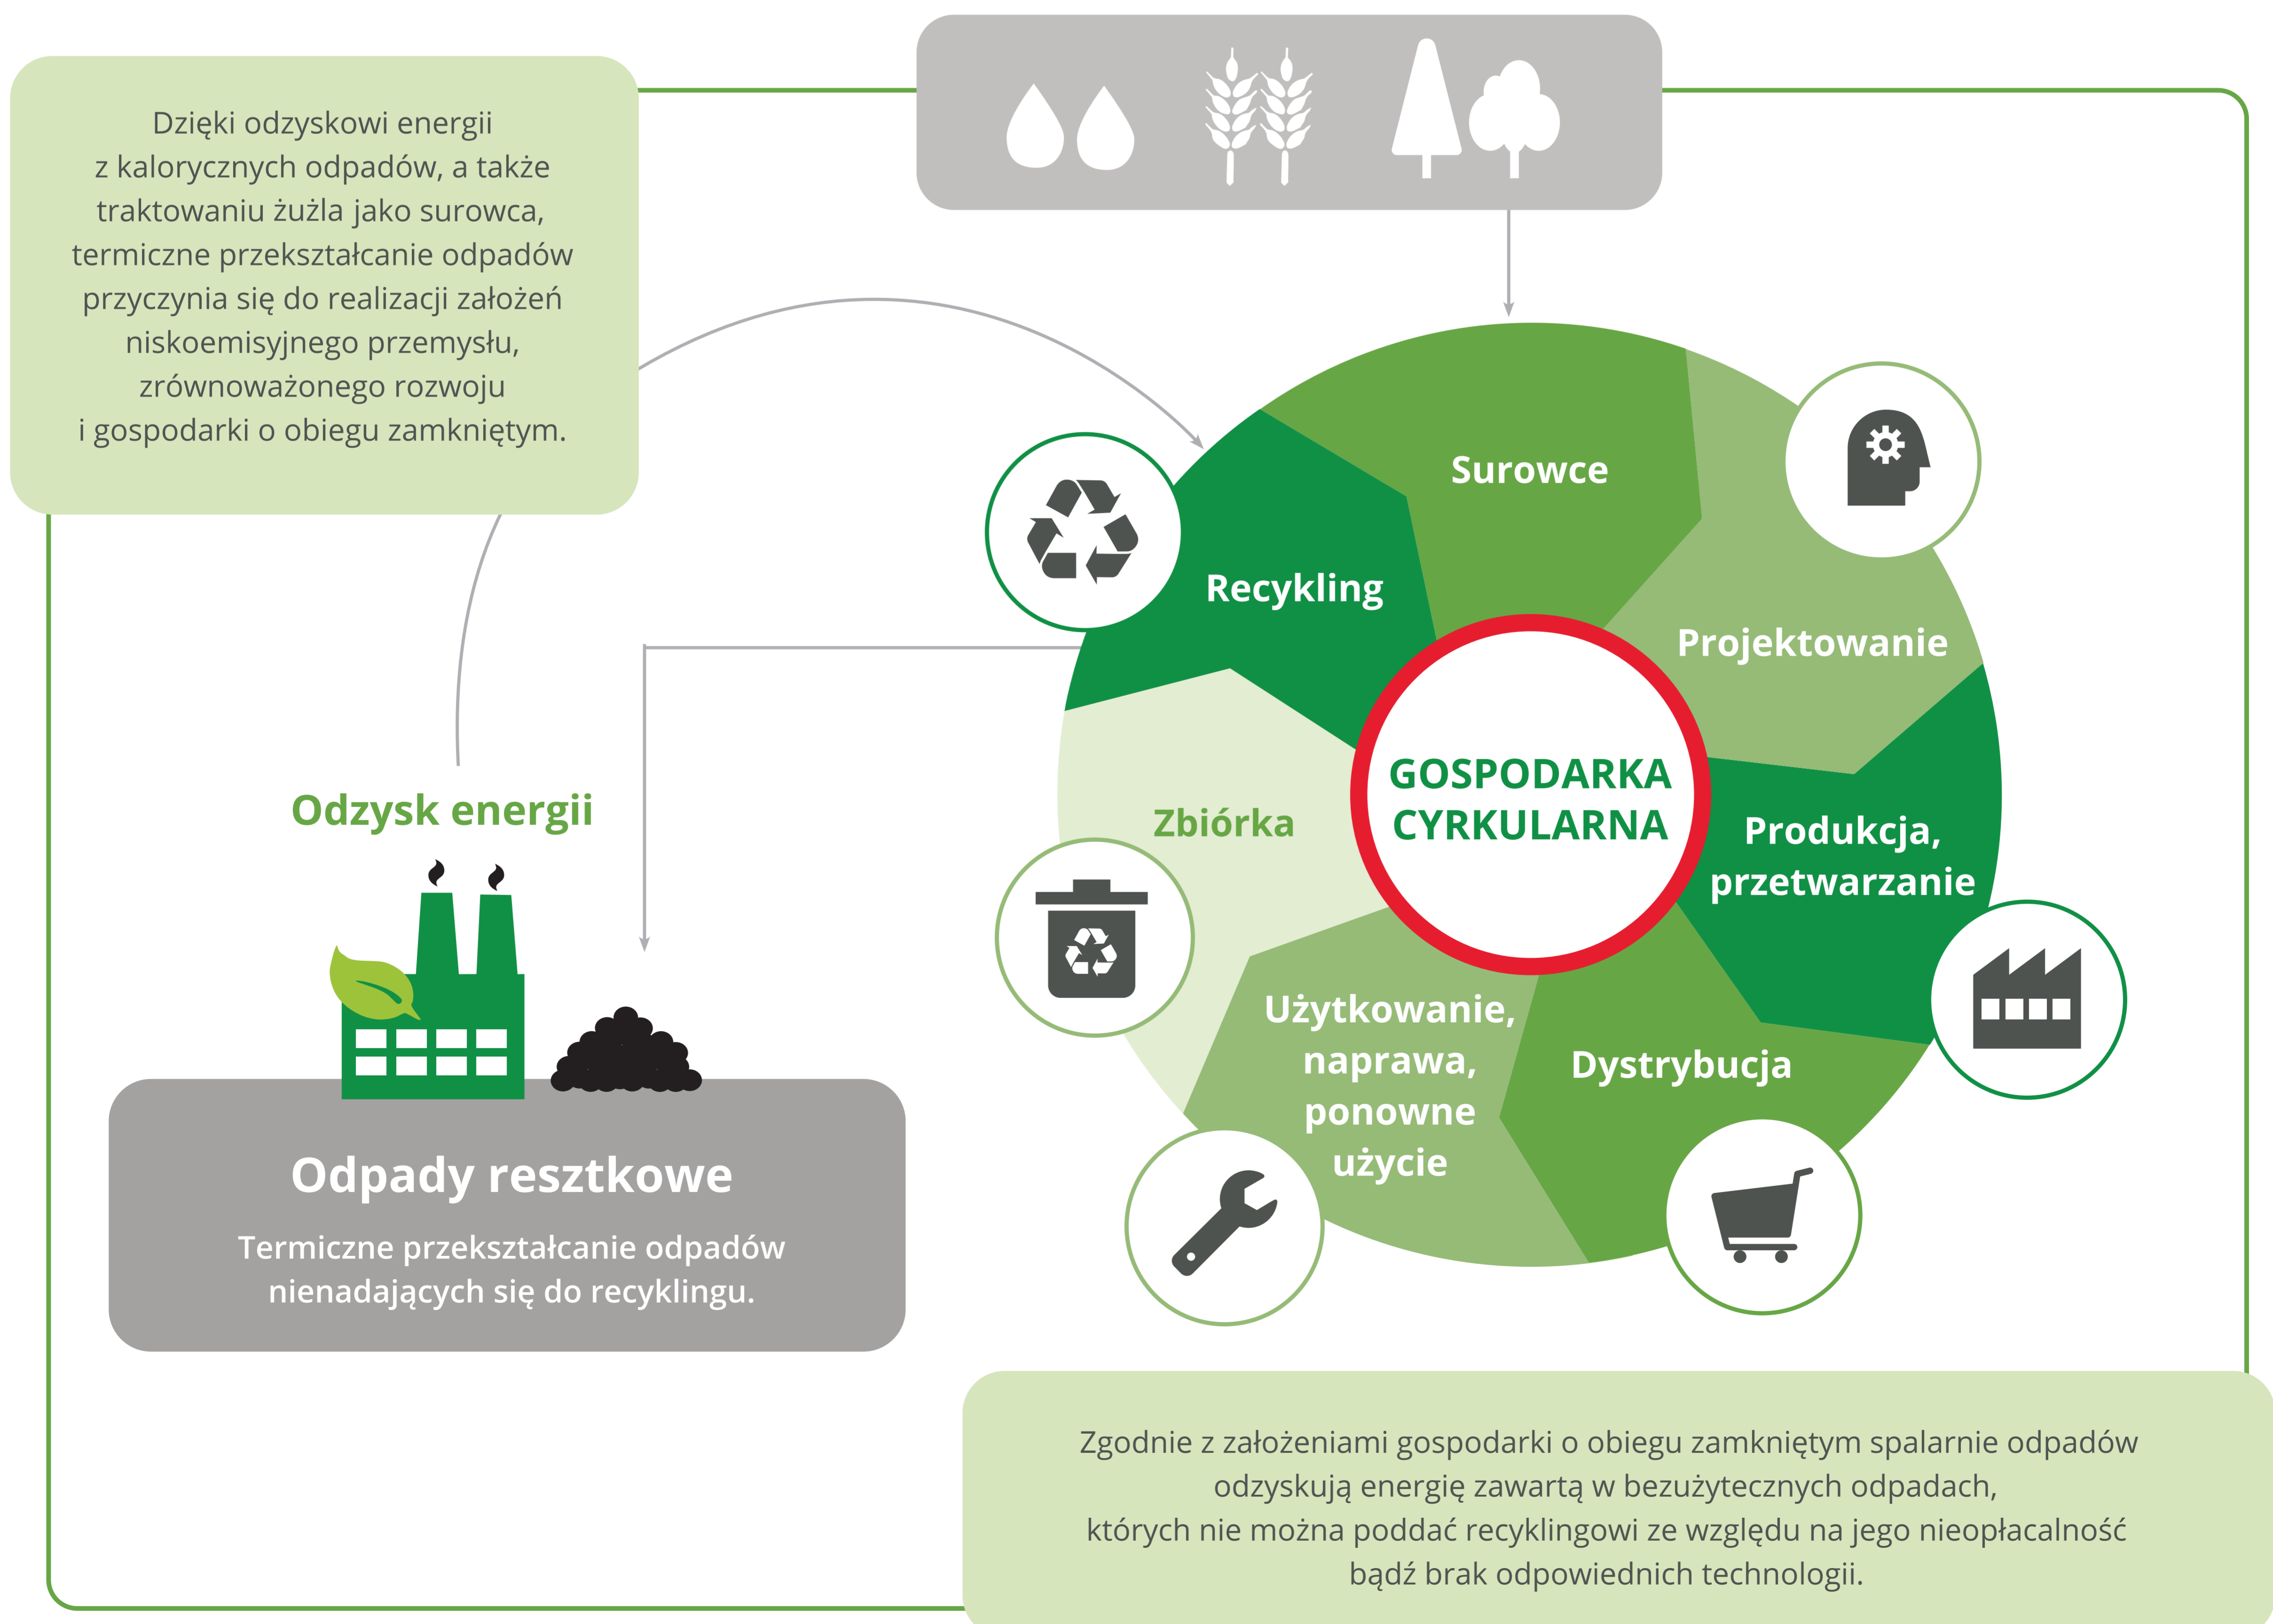 Dzięki odzyskowi energii
z kalorycznych odpadów, a także
traktowaniu żużla jako surowca,
termiczne przekształcanie odpadów
przyczynia się do realizacji założeń
niskoemisyjnego przemysłu,
zrównoważonego rozwoju
i gospodarki o obiegu zamkniętym.
Surowce
Projektowanie
Produkcja,
przetwarzanie
Dystrybucja
Użytkowanie,
naprawa,
ponowne
użycie
Zbiórka
Recykling
GOSPODARKA
CYRKULARNA
Odzysk energii
Odpady resztkowe
Termiczne przekształcanie odpadów
nienadających się do recyklingu.
Zgodnie z założeniami gospodarki o obiegu zamkniętym spalarnie odpadów
odzyskują energię zawartą w bezużytecznych odpadach,
których nie można poddać recyklingowi ze względu na jego nieopłacalność
bądź brak odpowiednich technologii.